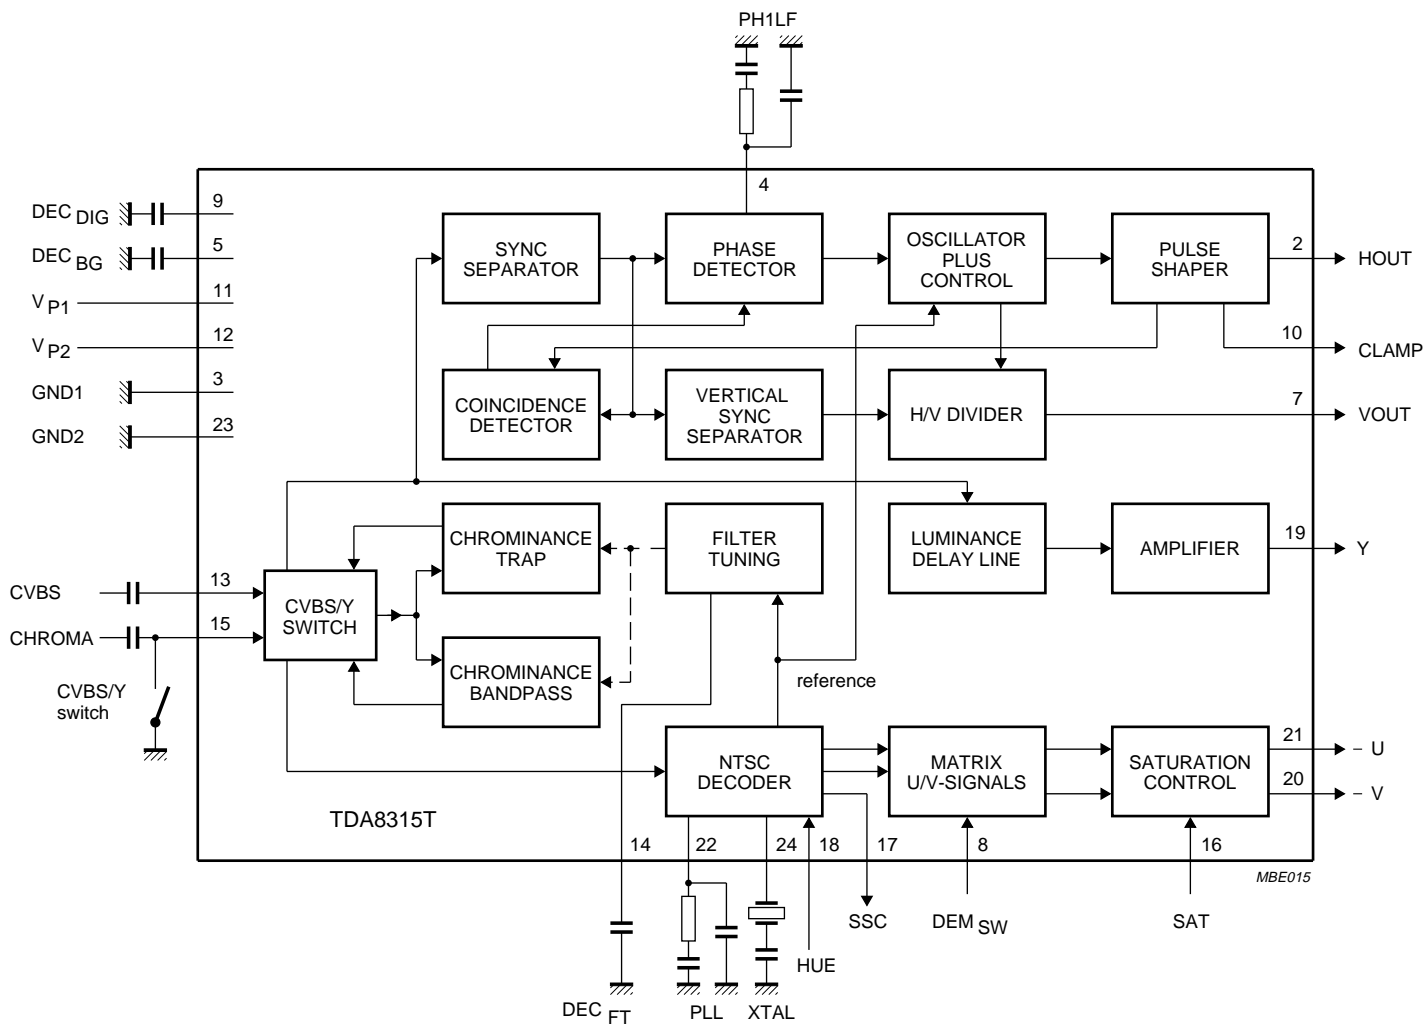 PH1LF
4
DEC DIG
9
DEC BG
5
V P1
11
V P2
12
GND1
3
GND2
23
SYNC
SEPARATOR
PHASE
DETECTOR
OSCILLATOR
PLUS
CONTROL
PULSE
SHAPER
2
HOUT
10
CLAMP
COINCIDENCE
DETECTOR
VERTICAL
SYNC
SEPARATOR
H/V DIVIDER
7
VOUT
CHROMINANCE
TRAP
FILTER
TUNING
LUMINANCE
DELAY LINE
AMPLIFIER
19
Y
CVBS
13
CHROMA
15
CVBS/Y
SWITCH
CVBS/Y
switch
CHROMINANCE
BANDPASS
reference
NTSC
DECODER
MATRIX
U/V-SIGNALS
SATURATION
CONTROL
21
– U
20
– V
TDA8315T
14
22
24
18
17
8
16
MBE015
SSC
DEM SW
SAT
HUE
DEC FT
PLL
XTAL